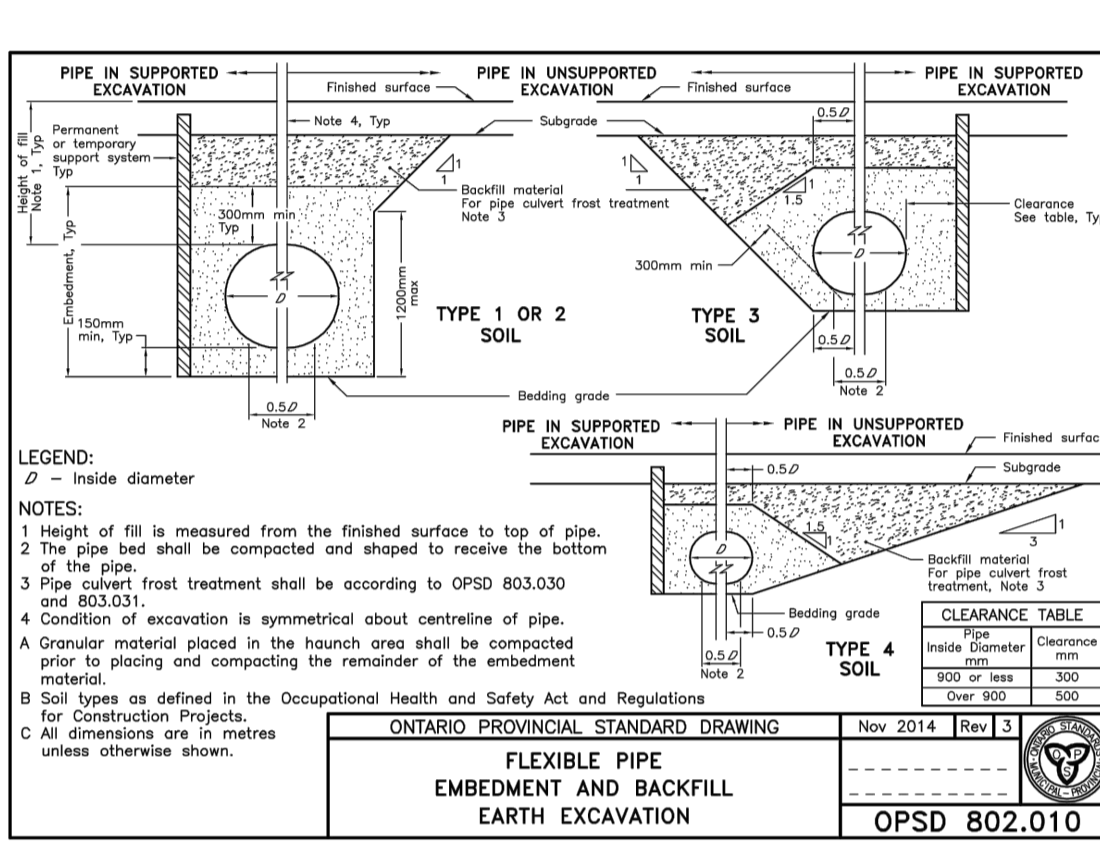 PIPE IN SUPPORTED
EXCAVATION
PIPE IN UNSUPPORTED
EXCAVATION
PIPE IN SUPPORTED
EXCAVATION
Finished surface
Finished surface
0.5D
Note 4, Typ
Subgrade
Height of fill
Note 1, Typ
Permanent
or temporary
support system
Typ
1
1
1
1
Backfill material
For pipe culvert frost treatment
Note 3
1
1.5
Clearance
See table, Ty
300mm min
Typ
Embedment, Typ
D
1200mm
max
300mm min
D
150mm
min, Typ
TYPE 1 OR 2
SOIL
TYPE 3
SOIL
0.5D
0.5D
Note 2
0.5D
Note 2
Bedding grade
PIPE IN SUPPORTED
EXCAVATION
PIPE IN UNSUPPORTED
EXCAVATION
Finished surfac
Subgrade
0.5D
1.5
1
1
3
D
Backfill material
For pipe culvert frost
treatment, Note 3
Bedding grade
0.5D
0.5D
Note 2
TYPE 4
SOIL
LEGEND:
D – Inside diameter
NOTES:
1 Height of fill is measured from the finished surface to top of pipe.
2 The pipe bed shall be compacted and shaped to receive the bottom
of the pipe.
3 Pipe culvert frost treatment shall be according to OPSD 803.030
and 803.031.
4 Condition of excavation is symmetrical about centreline of pipe.
A Granular material placed in the haunch area shall be compacted
prior to placing and compacting the remainder of the embedment
material.
B Soil types as defined in the Occupational Health and Safety Act and Regulations
for Construction Projects.
C All dimensions are in metres
unless otherwise shown.
CLEARANCE TABLE
Pipe
Inside Diameter
mm
Clearance
mm
900 or less 300
Over 900 500
ONTARIO PROVINCIAL STANDARD DRAWING
Nov 2014 Rev 3
FLEXIBLE PIPE
EMBEDMENT AND BACKFILL
EARTH EXCAVATION
OPSD 802.010
ONTARIO
OPS